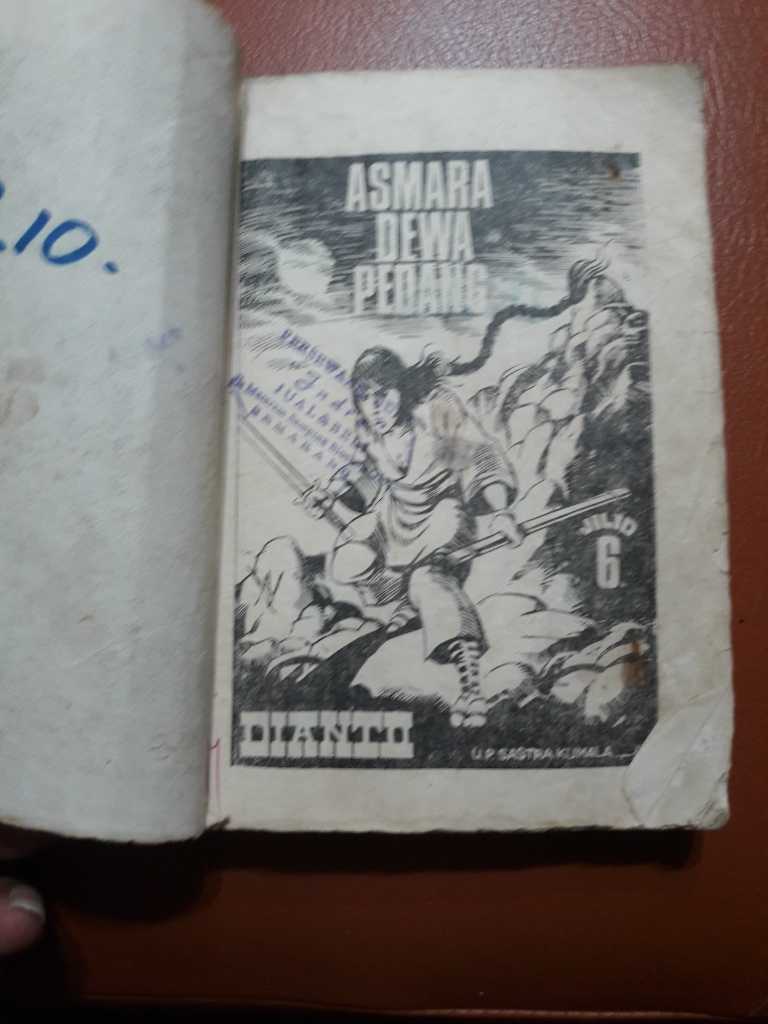 .10.
ASMARA
DEWA
PEDANG
JILID
6
DIANTO
U.P. SASTRA KUMALA